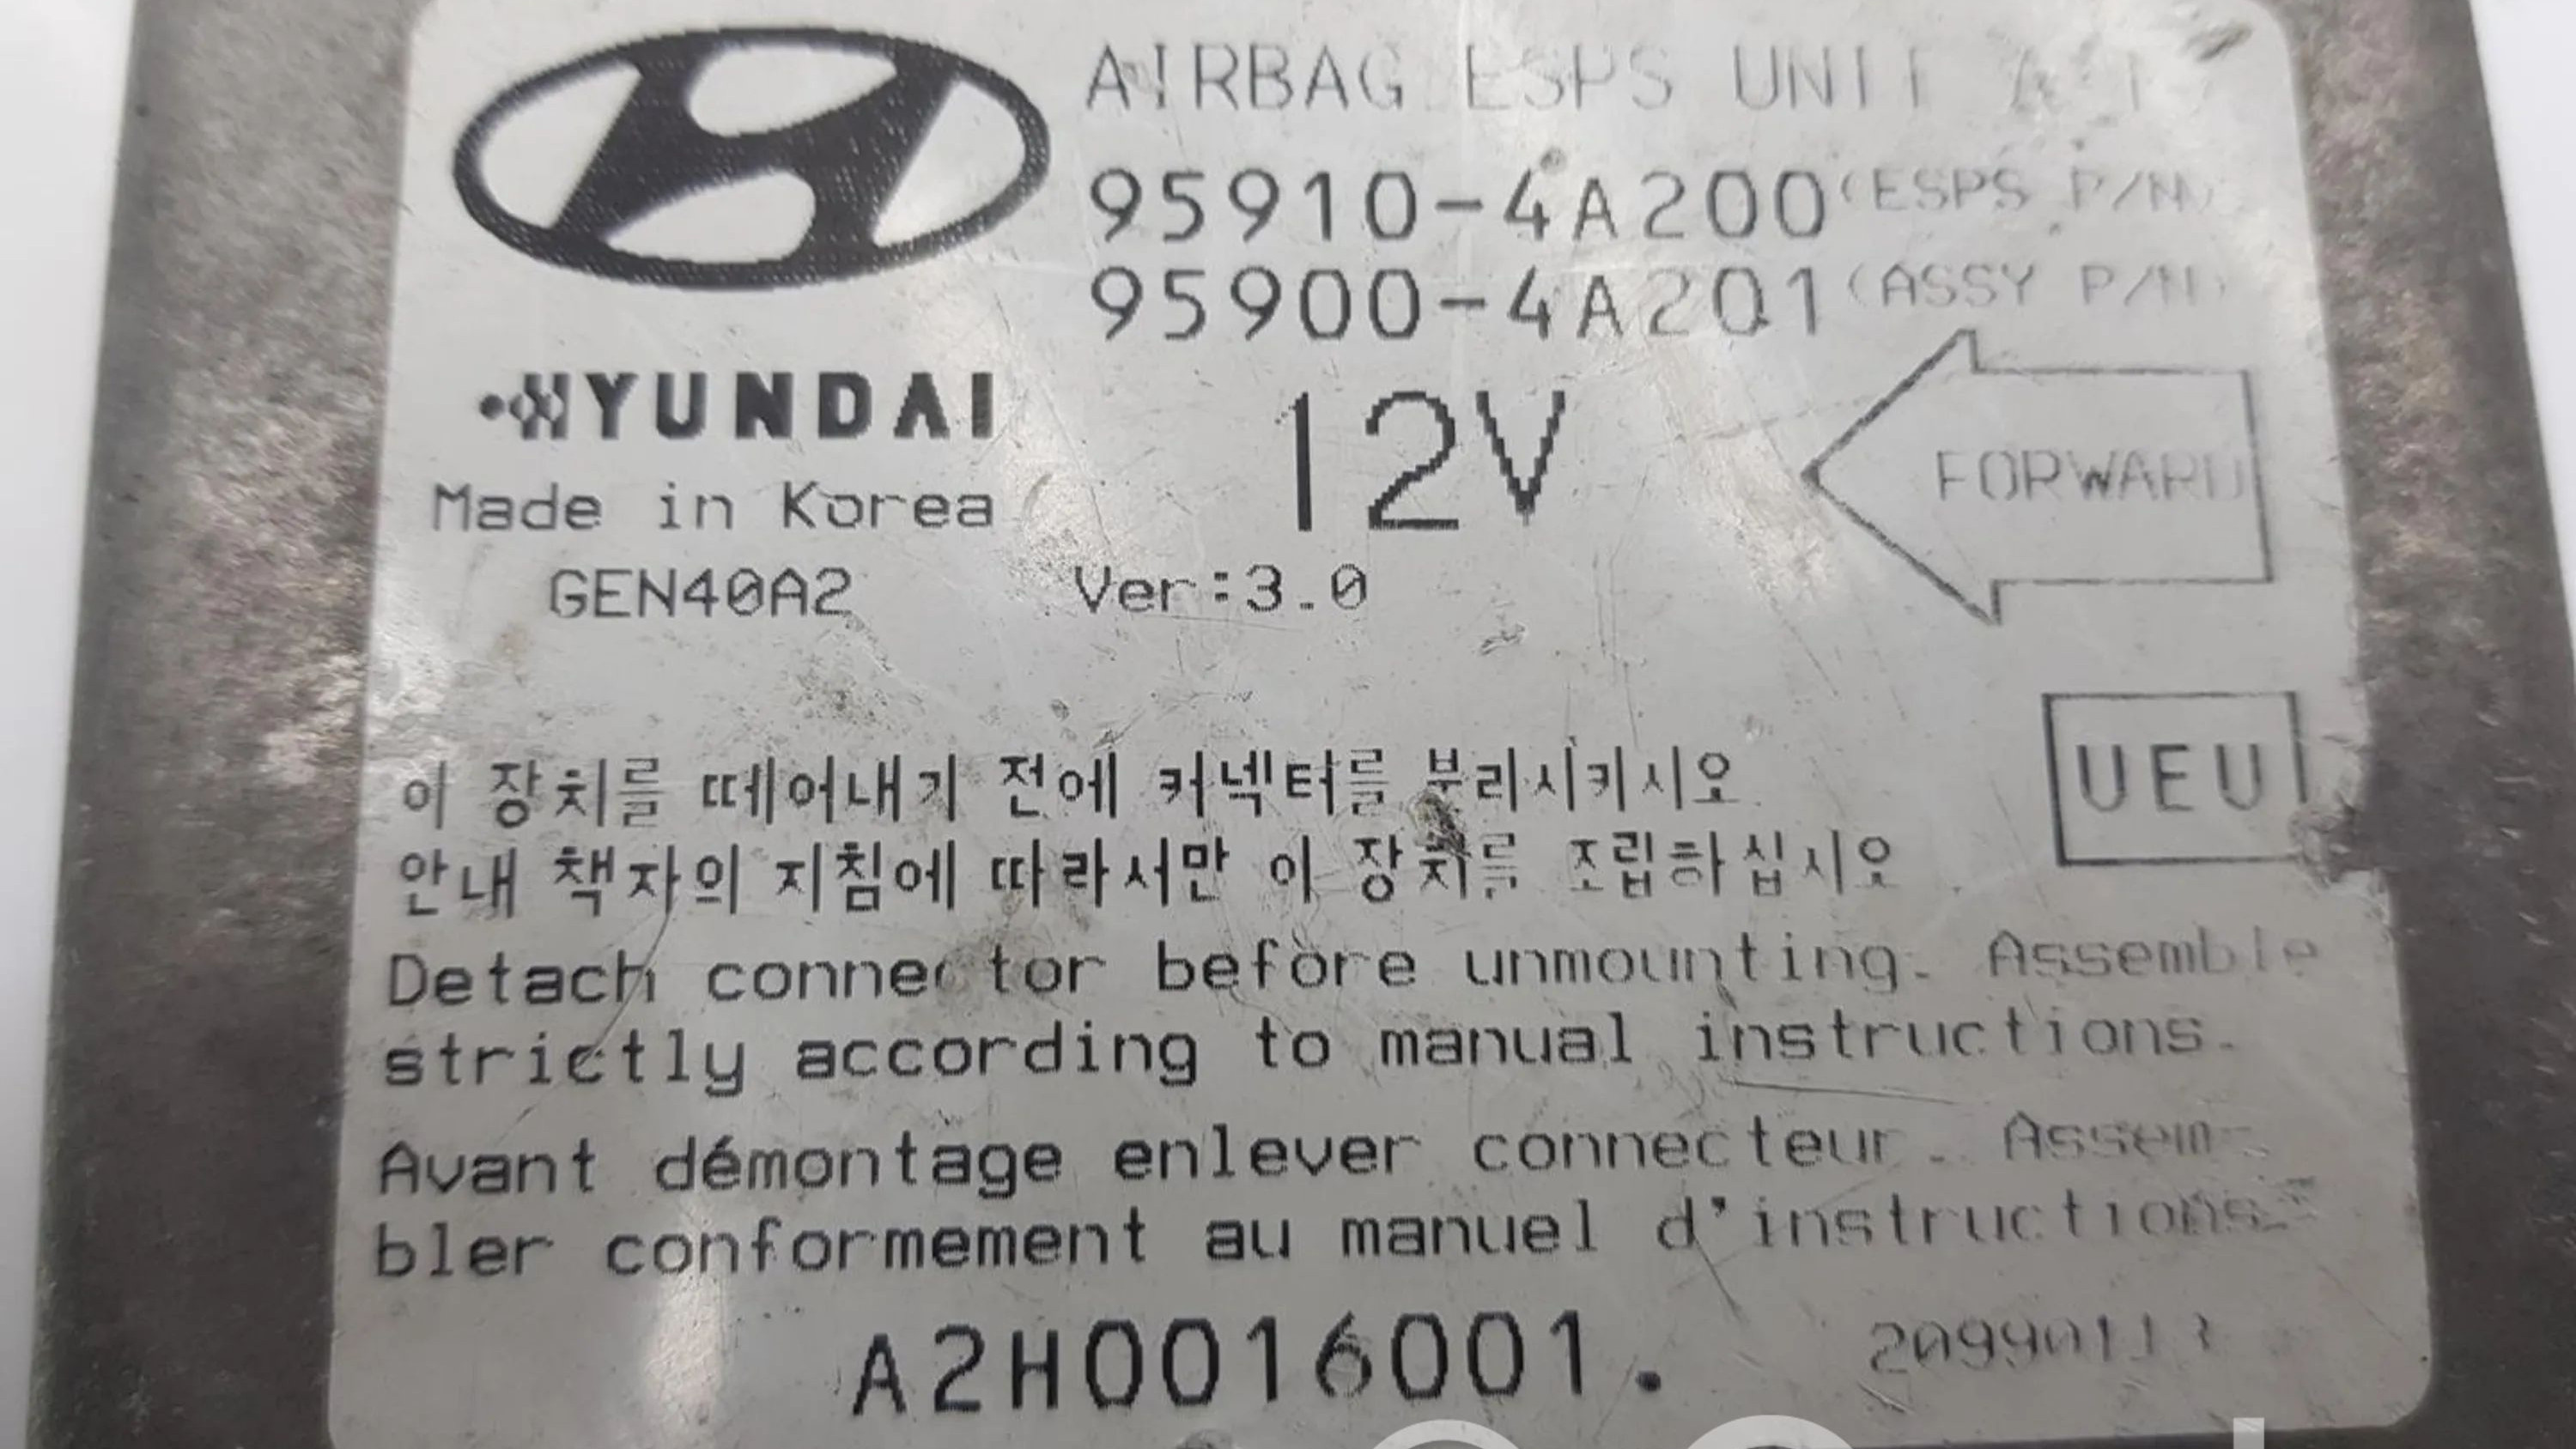 AIRBAG ESPS UNIT
95910-4A200(ESPS P/N)
95900-4A201(ASSY P/N)
HYUNDAI
12V
FORWARD
Made in Korea
GEN40A2 Ver:3.0
UEU
이 장치를 떼어내기 전에 커넥터를 부리시키시오
안내 책자의 지침에 따라서만 이 장치를 조립하십시오
Detach connector before unmounting. Assemble
strictly according to manual instructions.
Avant démontage enlever connecteur. Assem-
bler conformement au manuel d'instructions.
A2H0016001.